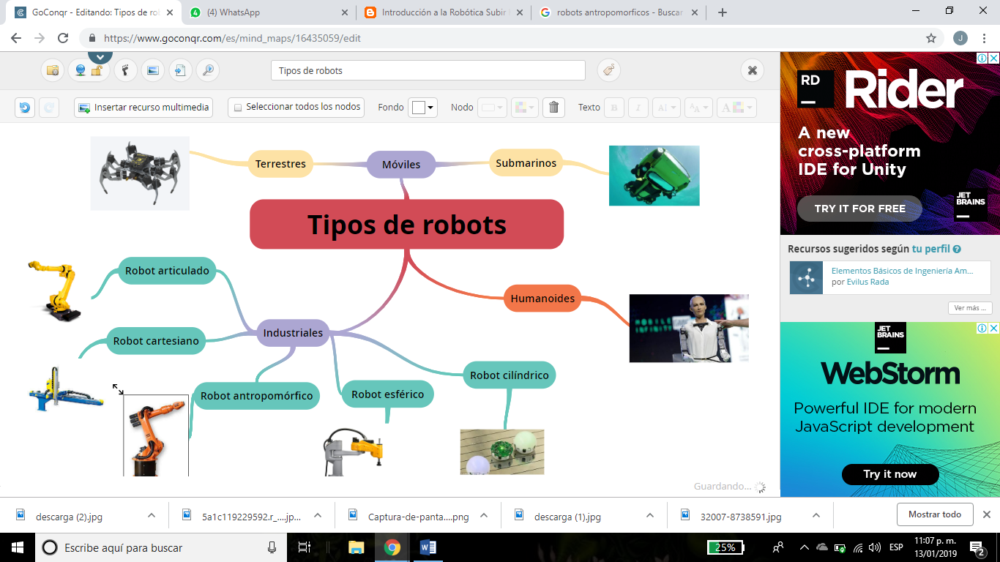 GoConqr - Editando: Tipos de rob
(4) WhatsApp
Introducción a la Robótica Subir I
robots antropomorficos - Buscar
https://www.goconqr.com/es/mind_maps/16435059/edit
J
Tipos de robots
Insertar recurso multimedia
Seleccionar todos los nodos
Fondo
Nodo
Texto
B
I
AI
A
Terrestres
Móviles
Submarinos
Tipos de robots
Robot articulado
Humanoides
Industriales
Robot cartesiano
Robot cilíndrico
Robot antropomórfico
Robot esférico
Guardando...
RD
Rider
A new
cross-platform
IDE for Unity
TRY IT FOR FREE
JET
BRAINS
Recursos sugeridos según tu perfil
Elementos Básicos de Ingeniería Am...
por Evilus Rada
Ver más ...
JET
BRAINS
WebStorm
Powerful IDE for modern
JavaScript development
Try it now
descarga (2).jpg
5a1c119229592.r_....jp...
Captura-de-panta....png
descarga (1).jpg
32007-8738591.jpg
Mostrar todo
Escribe aquí para buscar
25%
ESP
11:07 p. m.
13/01/2019
2